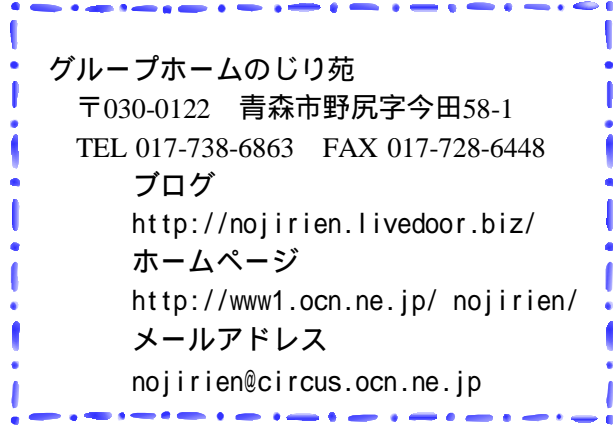 グループホームのじり苑
〒030-0122　青森市野尻字今田58-1
TEL 017-738-6863　FAX 017-728-6448
ブログ
http://nojirien.livedoor.biz/
ホームページ
http://www1.ocn.ne.jp/ nojirien/
メールアドレス
nojirien@circus.ocn.ne.jp